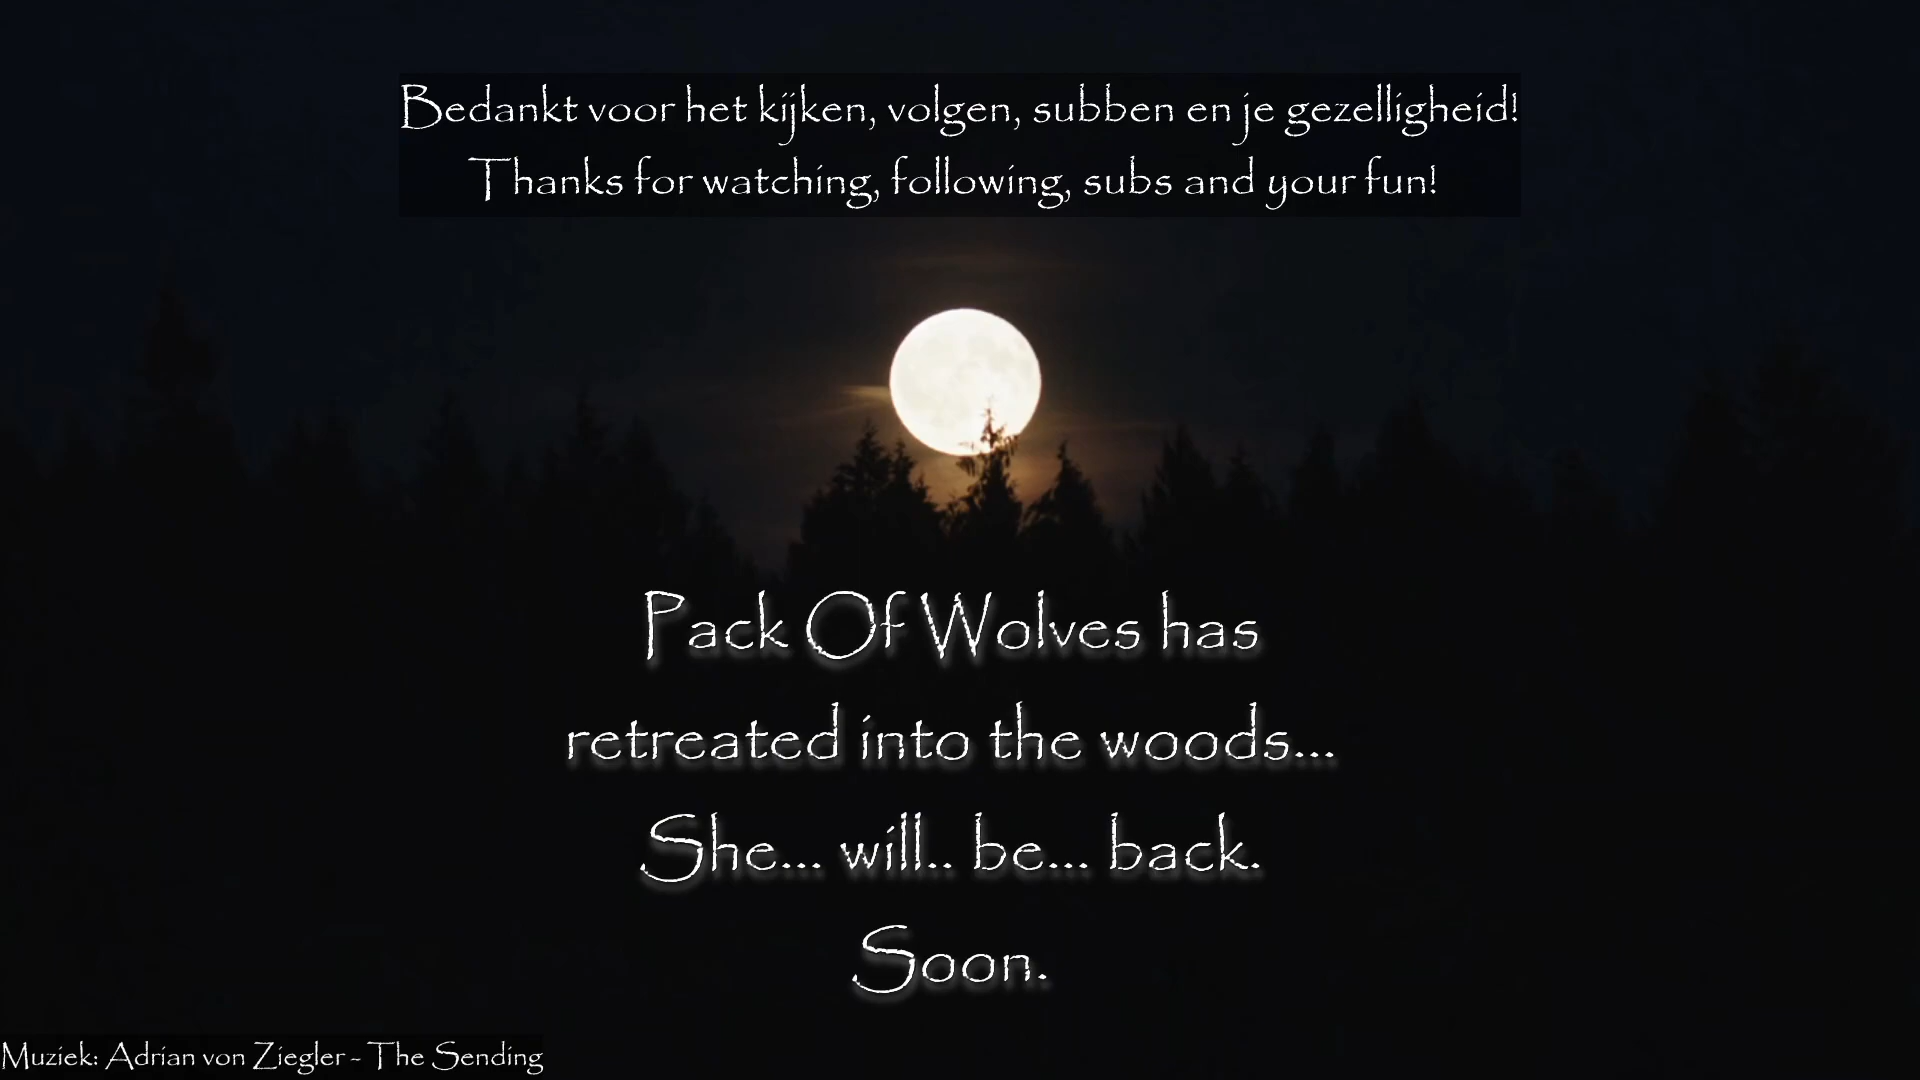 Bedankt voor het kijken, volgen, subben en je gezelligheid!
Thanks for watching, following, subs and your fun!
Pack Of Wolves has
retreated into the woods...
She... will.. be... back.
Soon.
Muziek: Adrian von Ziegler - The Sending